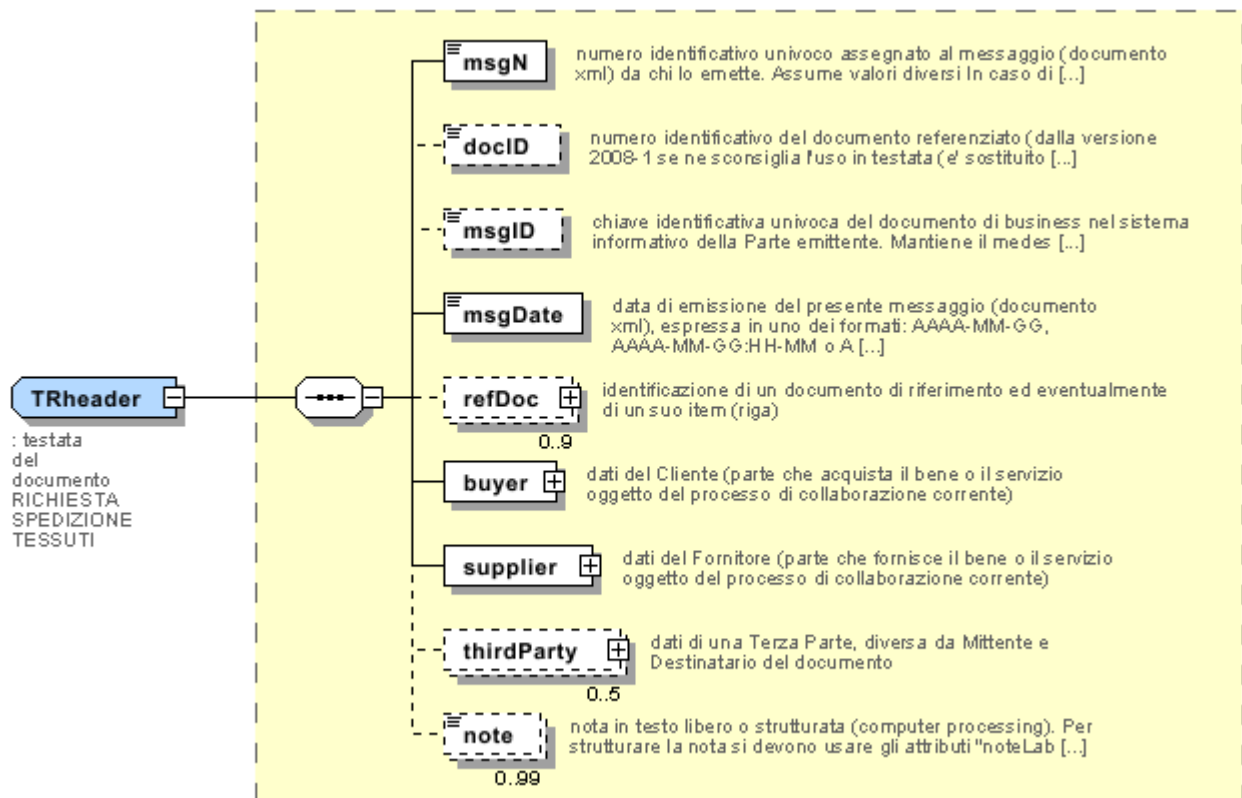 msgN
numero identificativo univoco assegnato al messaggio (documento
xml) da chi lo emette. Assume valori diversi In caso di [...]
docID
numero identificativo del documento referenziato (dalla versione
2008-1 se ne sconsiglia l'uso in testata (e' sostituito [...]
msgID
chiave identificativa univoca del documento di business nel sistema
informativo della Parte emittente. Mantiene il medes [...]
msgDate
data di emissione del presente messaggio (documento
xml), espressa in uno dei formati: AAAA-MM-GG,
AAAA-MM-GG:HH-MM o A [...]
TRheader
: testata
del
documento
RICHIESTA
SPEDIZIONE
TESSUTI
refDoc
0..9
identificazione di un documento di riferimento ed eventualmente
di un suo item (riga)
buyer
dati del Cliente (parte che acquista il bene o il servizio
oggetto del processo di collaborazione corrente)
supplier
dati del Fornitore (parte che fornisce il bene o il servizio
oggetto del processo di collaborazione corrente)
thirdParty
0..5
dati di una Terza Parte, diversa da Mittente e
Destinatario del documento
note
0..99
nota in testo libero o strutturata (computer processing). Per
strutturare la nota si devono usare gli attributi "noteLab [...]